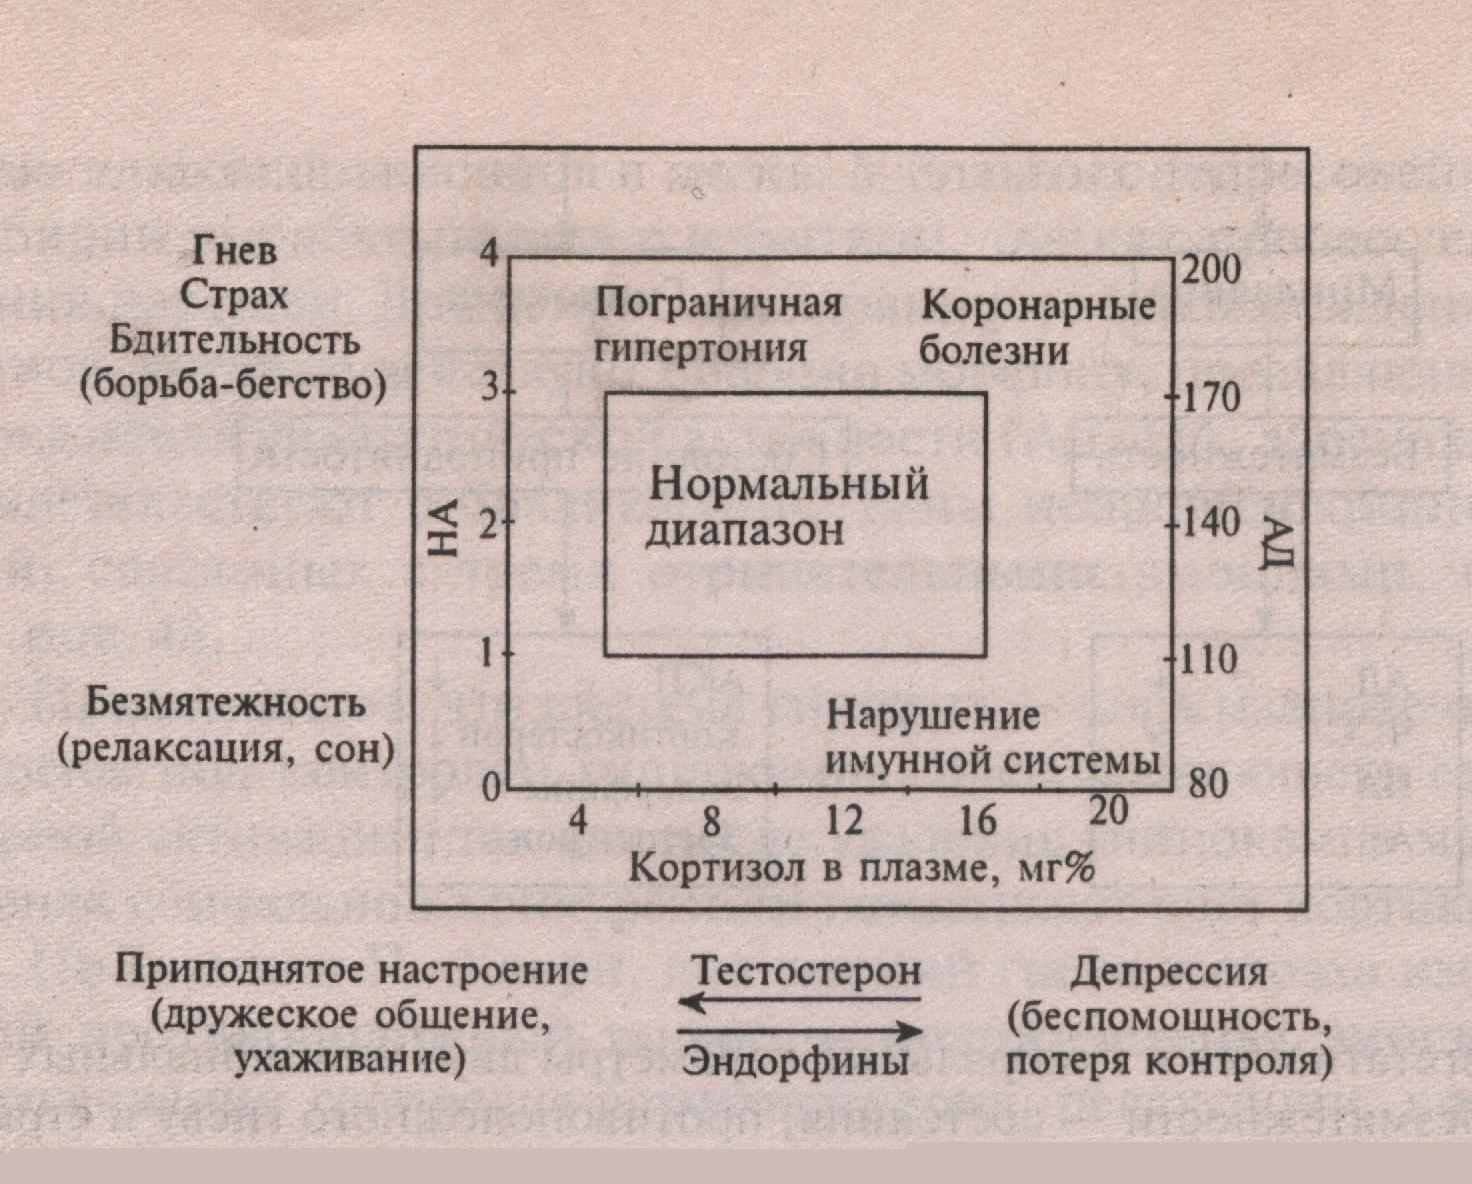 Гнев
Страх
Бдительность
(борьба-бегство)
Безмятежность
(релаксация, сон)
НА
4
3
2
1
0
Пограничная
гипертония
Коронарные
болезни
Нормальный
диапазон
Нарушение
имунной системы
200
170
140
110
80
АД
4 8 12 16 20
Кортизол в плазме, мг%
Приподнятое настроение
(дружеское общение,
ухаживание)
Тестостерон
Эндорфины
Депрессия
(беспомощность,
потеря контроля)